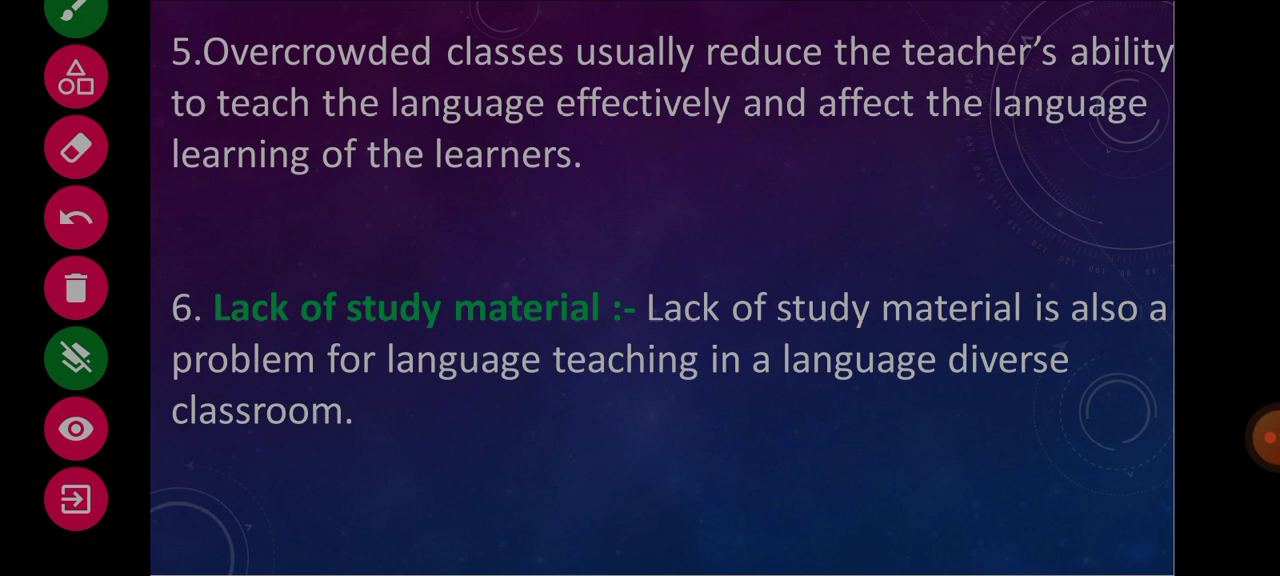 5.Overcrowded classes usually reduce the teacher’s ability
to teach the language effectively and affect the language
learning of the learners.
6. Lack of study material :- Lack of study material is also a
problem for language teaching in a language diverse
classroom.